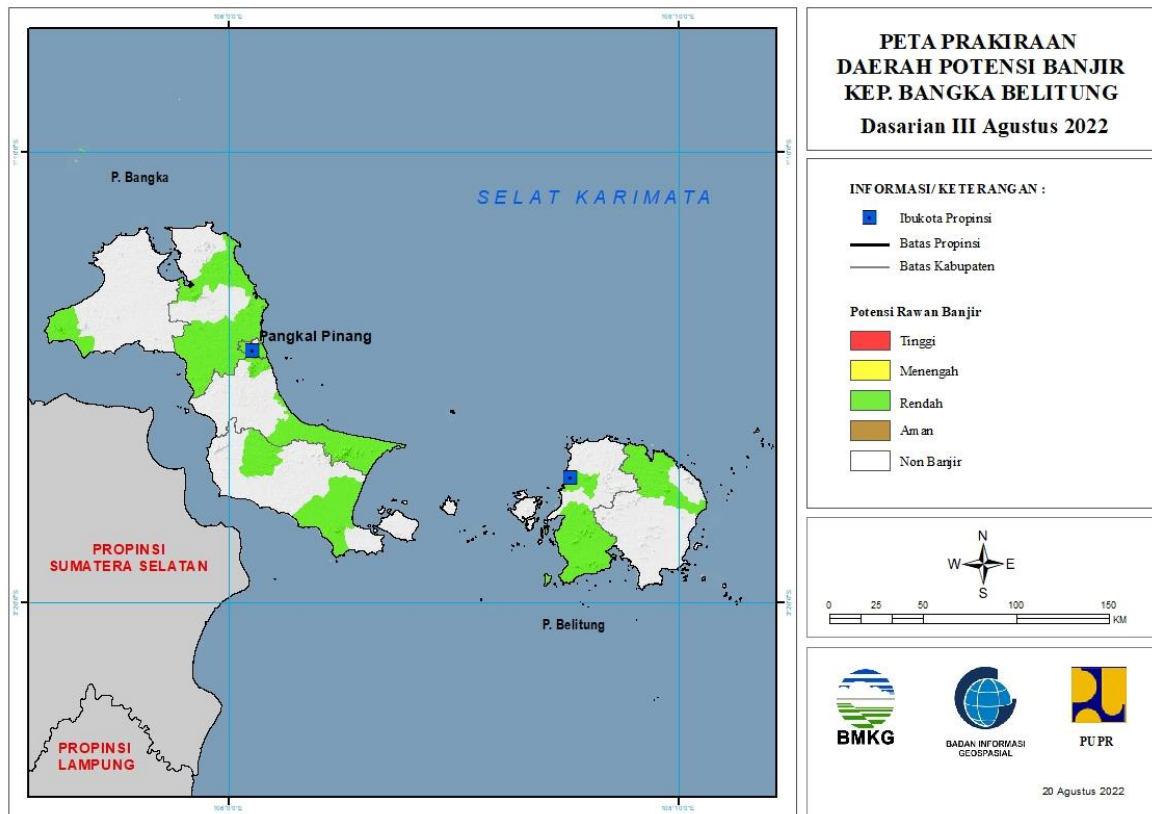 PETA PRAKIRAAN
DAERAH POTENSI BANJIR
KEP. BANGKA BELITUNG
Dasarian III Agustus 2022
P. Bangka
SELAT KARIMATA
Pangkal Pinang
PROPINSI
SUMATERA SELATAN
P. Belitung
PROPINSI
LAMPUNG
INFORMASI/ KETERANGAN :
Ibukota Propinsi
Batas Propinsi
Batas Kabupaten
Potensi Rawan Banjir
Tinggi
Menengah
Rendah
Aman
Non Banjir
N
W E
S
0 25 50 100 150
KM
BMKG
BADAN INFORMASI
GEOSPASIAL
PUPR
20 Agustus 2022